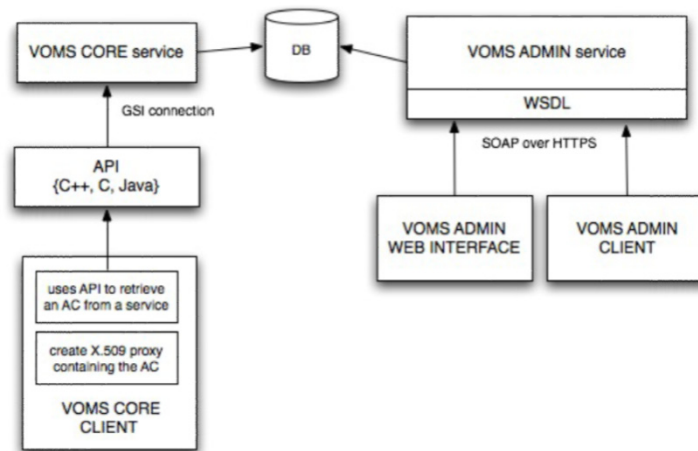 VOMS CORE service
DB
VOMS ADMIN service
WSDL
GSI connection
SOAP over HTTPS
API
{C++, C, Java}
VOMS ADMIN
WEB INTERFACE
VOMS ADMIN
CLIENT
uses API to retrieve
an AC from a service
create X.509 proxy
containing the AC
VOMS CORE
CLIENT